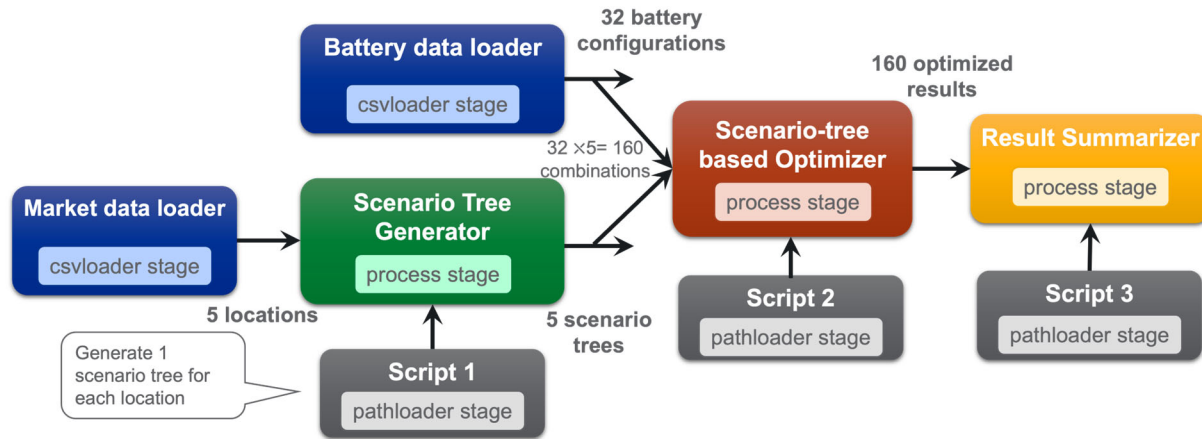 Battery data loader
csvloader stage
32 battery
configurations
160 optimized
results
32 ×5= 160
combinations
Scenario-tree
based Optimizer
process stage
Result Summarizer
process stage
Market data loader
csvloader stage
Scenario Tree
Generator
process stage
5 locations
5 scenario
trees
Generate 1
scenario tree for
each location
Script 1
pathloader stage
Script 2
pathloader stage
Script 3
pathloader stage